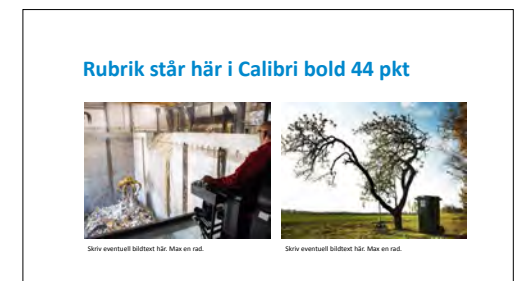 Rubrik står här i Calibri bold 44 pkt
Skriv eventuell bildtext här. Max en rad.
Skriv eventuell bildtext här. Max en rad.